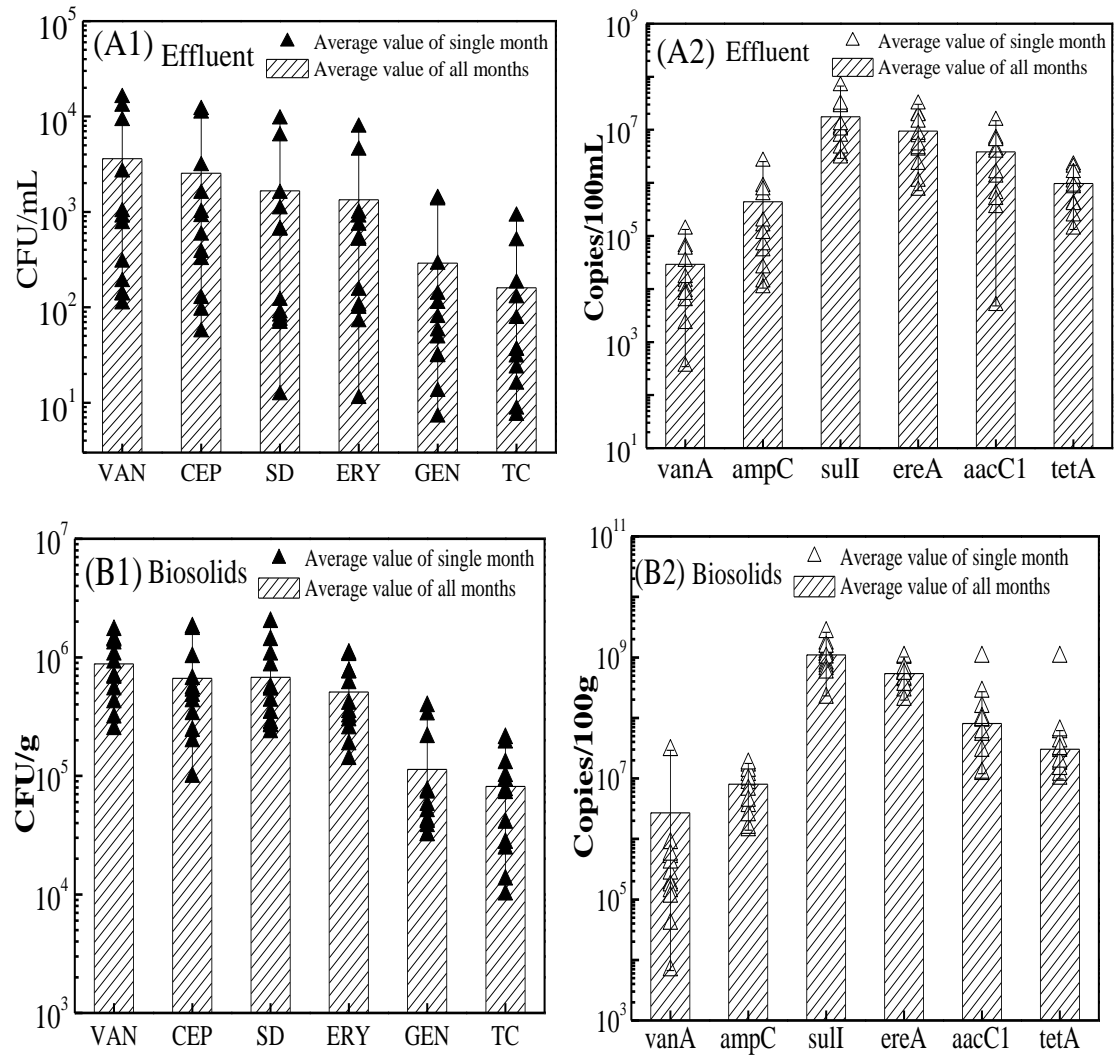 (A1) Effluent
Average value of single month
Average value of all months
CFU/mL
10^5
10^4
10^3
10^2
10^1
VAN CEP SD ERY GEN TC
(A2) Effluent
Average value of single month
Average value of all months
Copies/100mL
10^9
10^7
10^5
10^3
10^1
vanA ampC sulI ereA aacC1 tetA
(B1) Biosolids
Average value of single month
Average value of all months
CFU/g
10^7
10^6
10^5
10^4
10^3
VAN CEP SD ERY GEN TC
(B2) Biosolids
Average value of single month
Average value of all months
Copies/100g
10^11
10^9
10^7
10^5
10^3
vanA ampC sulI ereA aacC1 tetA